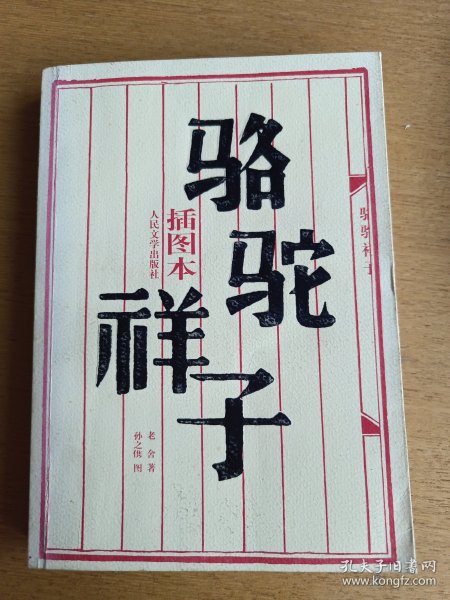 骆驼
祥子
插图本
人民文学出版社
骆驼祥子
老舍 著
孙之儁 图
孔夫子旧书网
www.kongfz.com